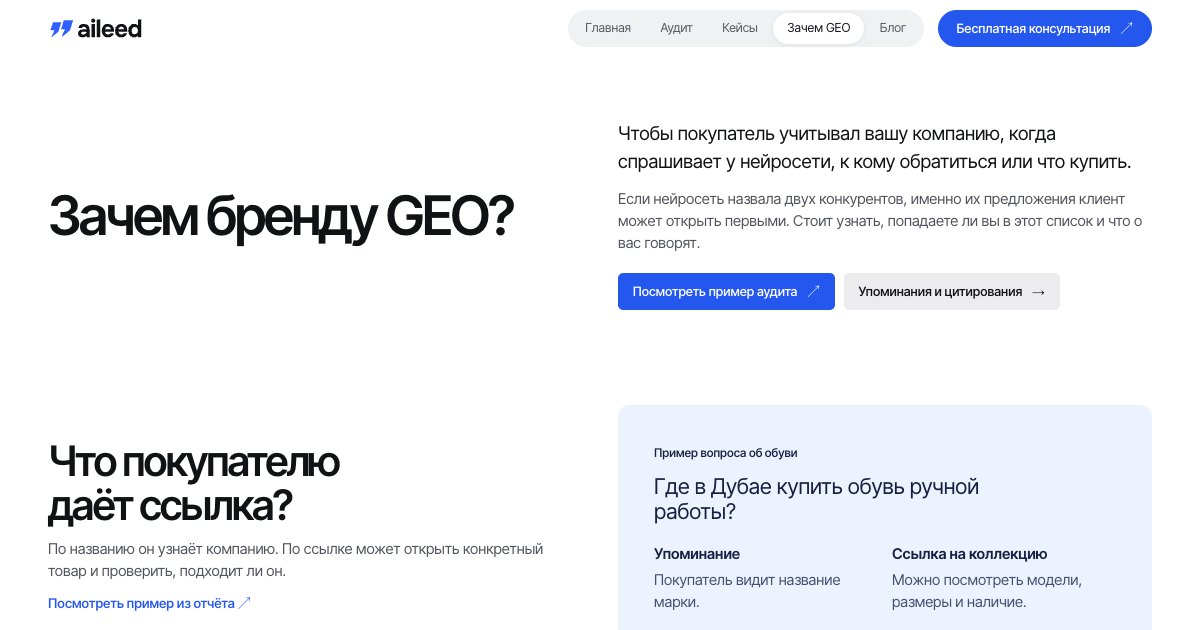 aileed
Главная
Аудит
Кейсы
Зачем GEO
Блог
Бесплатная консультация
Зачем бренду GEO?
Чтобы покупатель учитывал вашу компанию, когда
спрашивает у нейросети, к кому обратиться или что купить.
Если нейросеть назвала двух конкурентов, именно их предложения клиент
может открыть первыми. Стоит узнать, попадаете ли вы в этот список и что о
вас говорят.
Посмотреть пример аудита
Упоминания и цитирования →
Что покупателю
даёт ссылка?
По названию он узнаёт компанию. По ссылке может открыть конкретный
товар и проверить, подходит ли он.
Посмотреть пример из отчёта
Пример вопроса об обуви
Где в Дубае купить обувь ручной
работы?
Упоминание
Покупатель видит название
марки.
Ссылка на коллекцию
Можно посмотреть модели,
размеры и наличие.